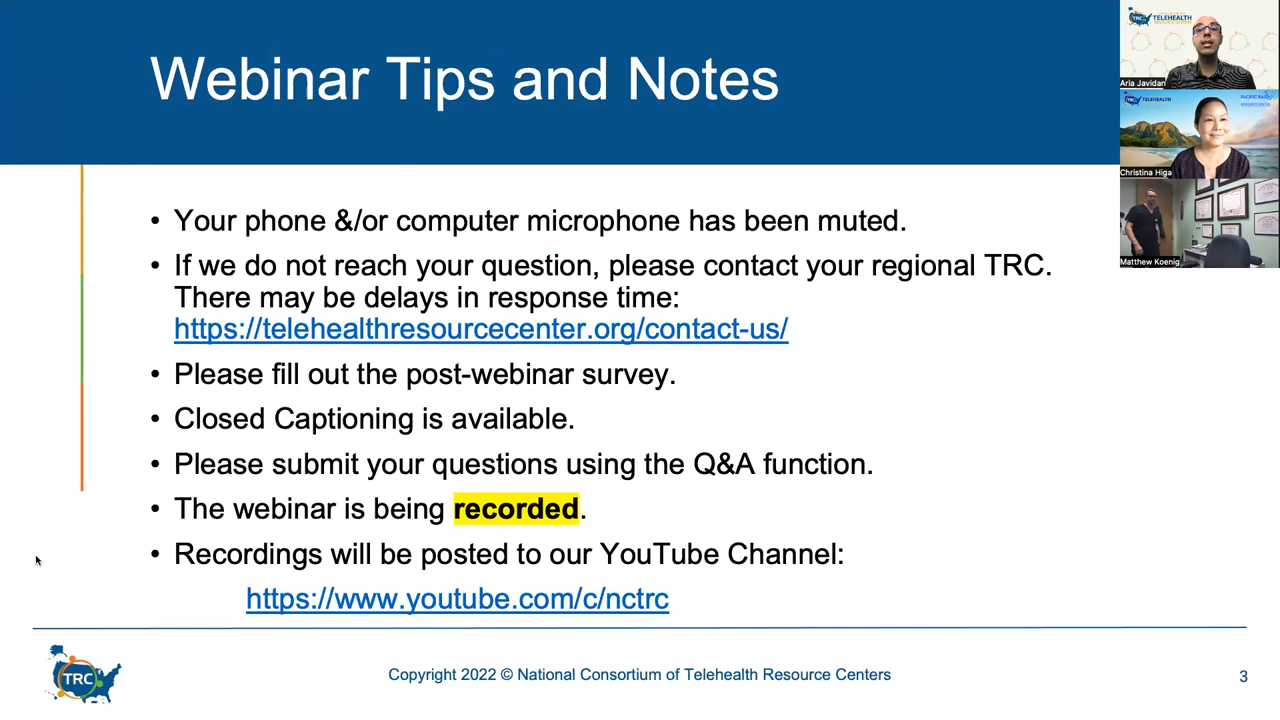 Webinar Tips and Notes
• Your phone &/or computer microphone has been muted.
• If we do not reach your question, please contact your regional TRC.
There may be delays in response time:
https://telehealthresourcecenter.org/contact-us/
• Please fill out the post-webinar survey.
• Closed Captioning is available.
• Please submit your questions using the Q&A function.
• The webinar is being recorded.
• Recordings will be posted to our YouTube Channel:
https://www.youtube.com/c/nctrc
TRC
Copyright 2022 © National Consortium of Telehealth Resource Centers
3
TRC
TELEHEALTH
Aria Javidan
TELEHEALTH
Christina Higa
Matthew Koenig